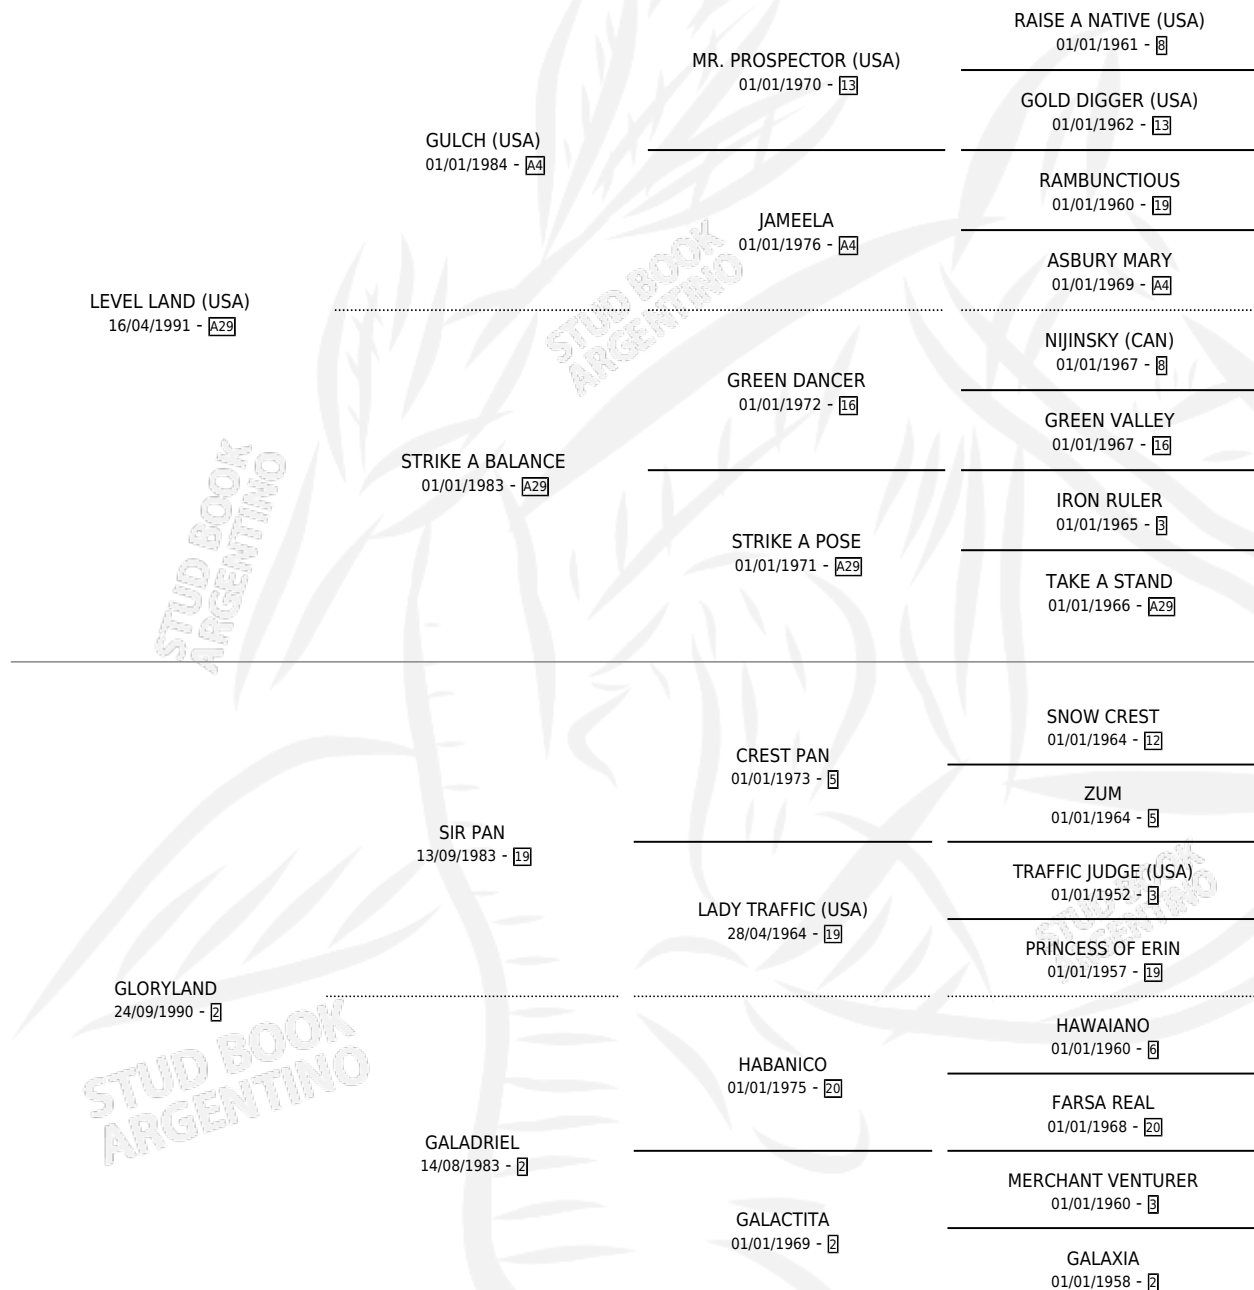 RAISE A NATIVE (USA)
01/01/1961 - 8
MR. PROSPECTOR (USA)
01/01/1970 - 13
GOLD DIGGER (USA)
01/01/1962 - 13
GULCH (USA)
01/01/1984 - A4
RAMBUNCTIOUS
01/01/1960 - 19
JAMEELA
01/01/1976 - A4
ASBURY MARY
01/01/1969 - A4
LEVEL LAND (USA)
16/04/1991 - A29
NIJINSKY (CAN)
01/01/1967 - 8
GREEN DANCER
01/01/1972 - 16
GREEN VALLEY
01/01/1967 - 16
STRIKE A BALANCE
01/01/1983 - A29
IRON RULER
01/01/1965 - 3
STRIKE A POSE
01/01/1971 - A29
TAKE A STAND
01/01/1966 - A29
SNOW CREST
01/01/1964 - 12
CREST PAN
01/01/1973 - 5
ZUM
01/01/1964 - 5
SIR PAN
13/09/1983 - 19
TRAFFIC JUDGE (USA)
01/01/1952 - 3
LADY TRAFFIC (USA)
28/04/1964 - 19
PRINCESS OF ERIN
01/01/1957 - 19
GLORYLAND
24/09/1990 - 2
HAWAIANO
01/01/1960 - 6
HABANICO
01/01/1975 - 20
FARSA REAL
01/01/1968 - 20
GALADRIEL
14/08/1983 - 2
MERCHANT VENTURER
01/01/1960 - 3
GALACTITA
01/01/1969 - 2
GALAXIA
01/01/1958 - 2
STUD BOOK
ARGENTINO
STUD BOOK
ARGENTINO
STUD BOOK
ARGENTINO
STUD BOOK
ARGENTINO